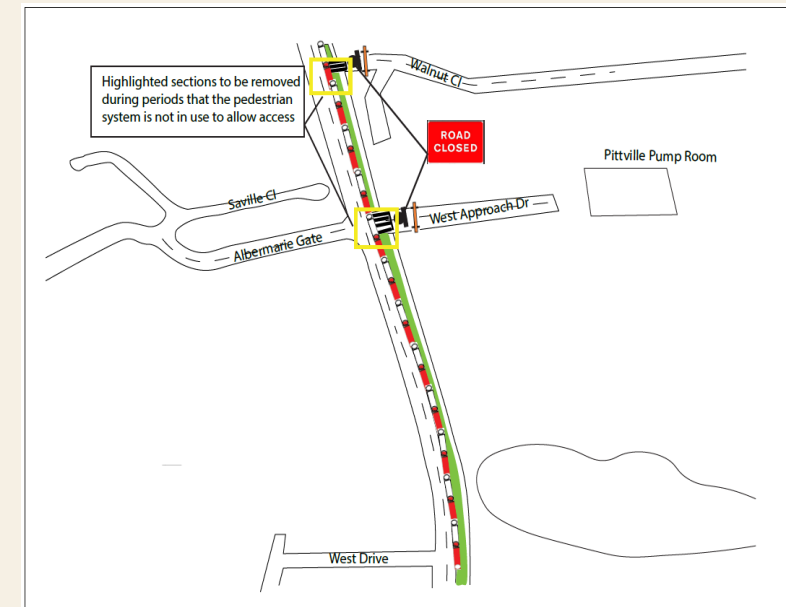 Highlighted sections to be removed
during periods that the pedestrian
system is not in use to allow access
Walnut Cl
ROAD
CLOSED
Pittville Pump Room
Saville Cl
West Approach Dr
Albermarie Gate
West Drive